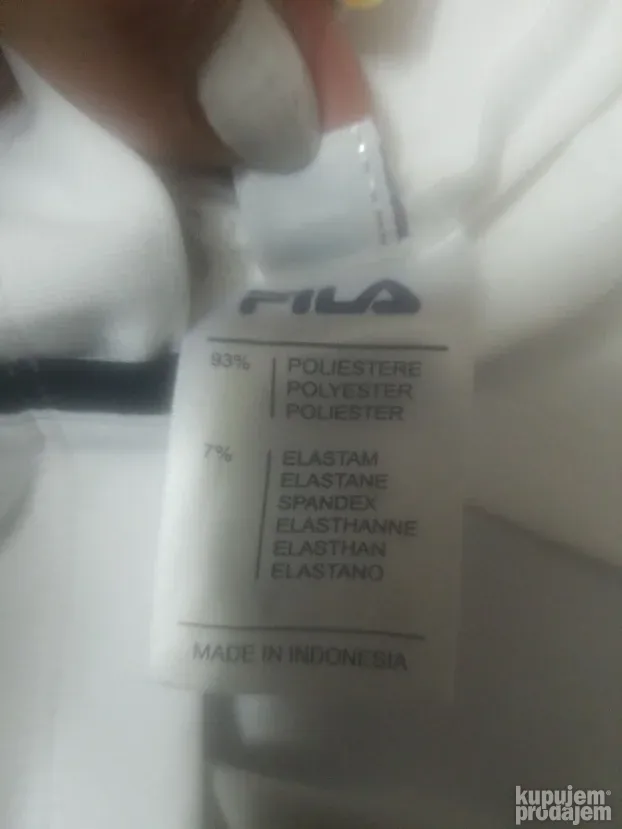 FILA
93% POLIESTERE
POLYESTER
POLIESTER
7% ELASTAM
ELASTANE
SPANDEX
ELASTHANNE
ELASTHAN
ELASTANO
MADE IN INDONESIA
kupujem
prodajem